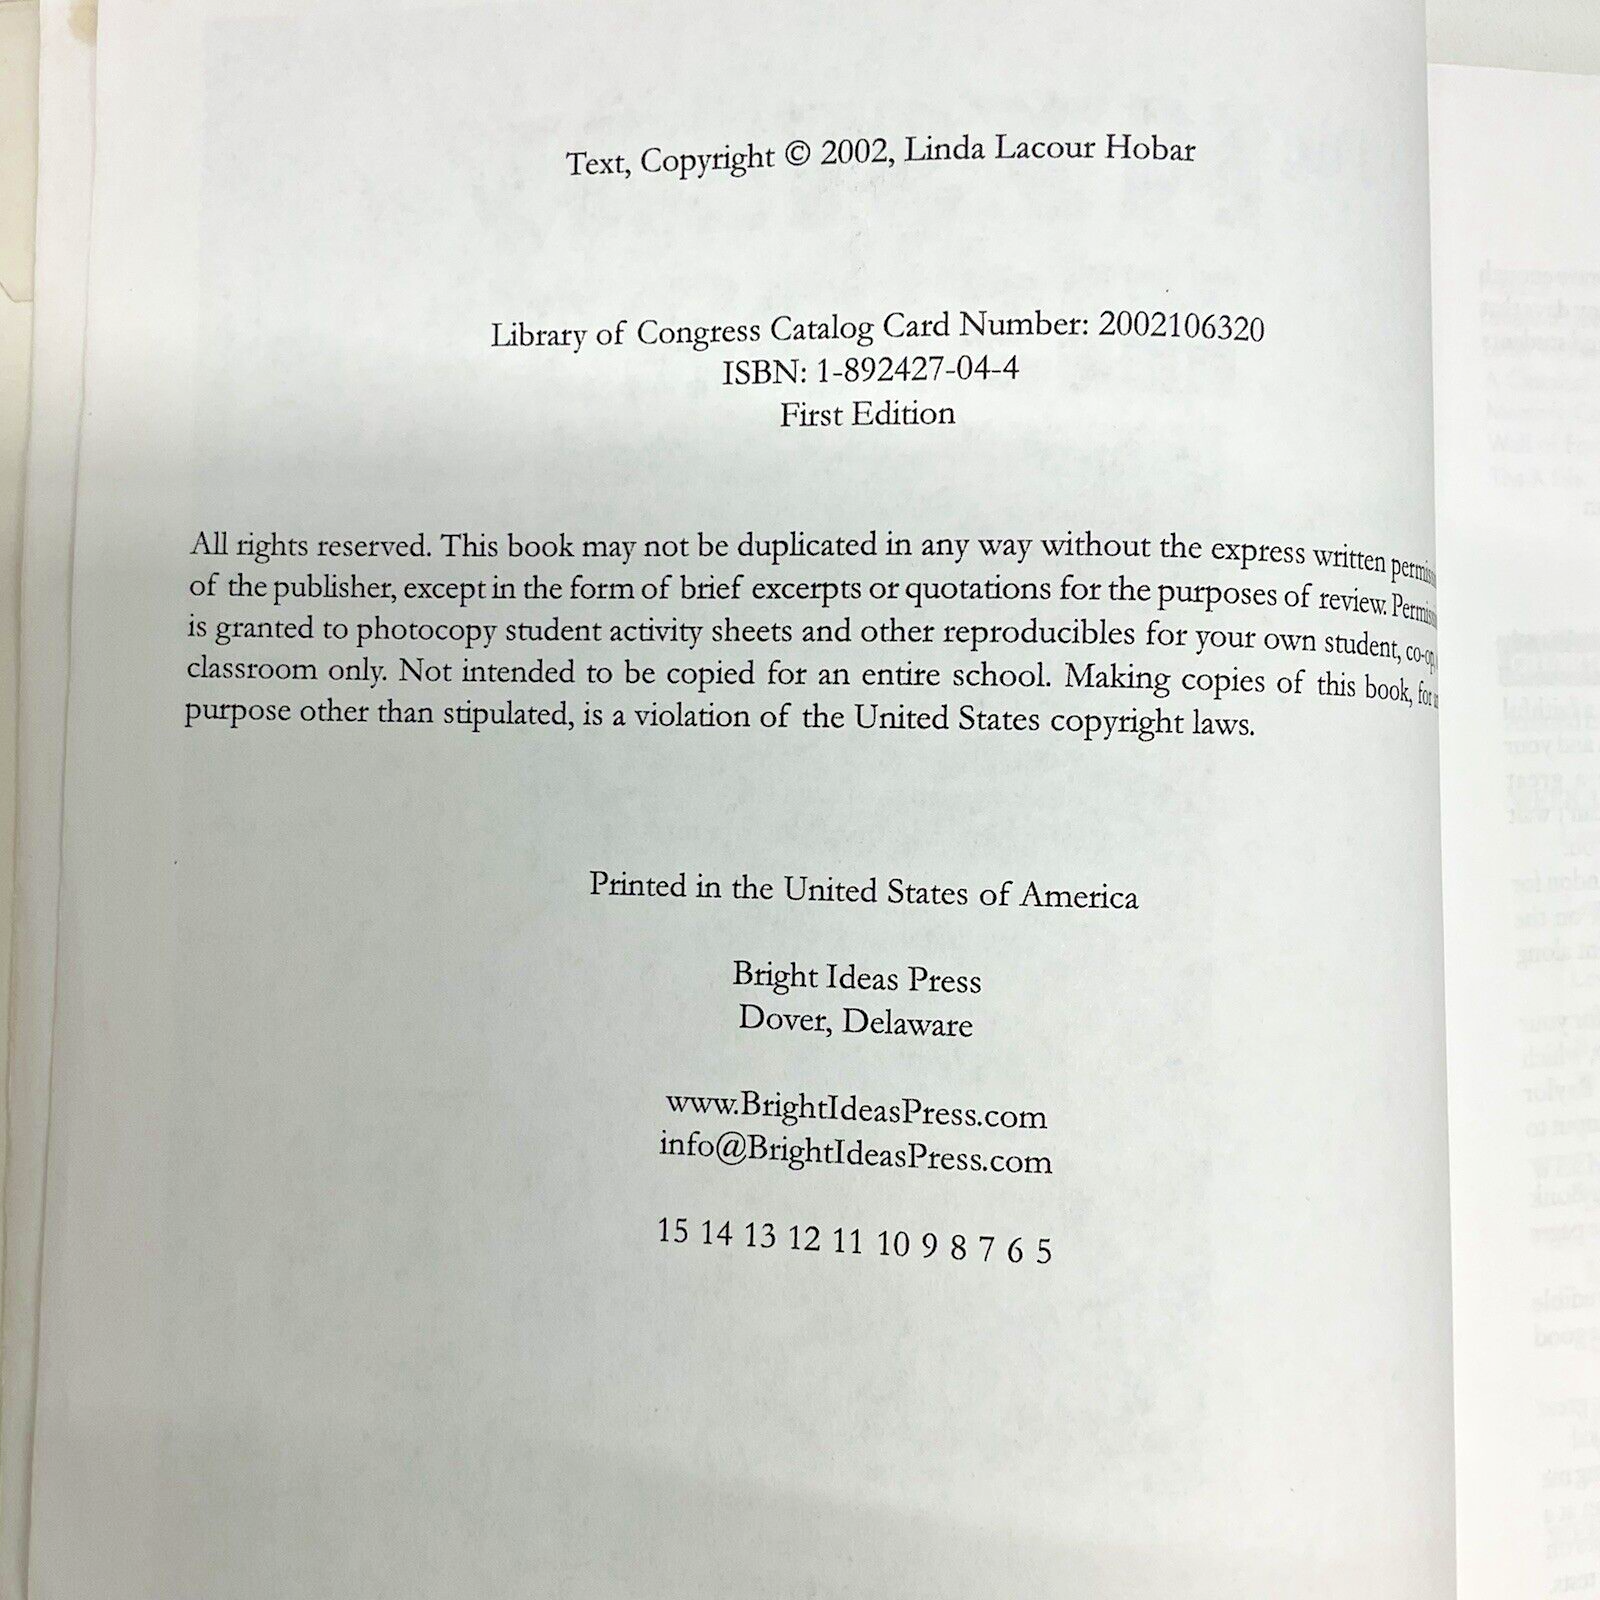 Text, Copyright © 2002, Linda Lacour Hobar
Library of Congress Catalog Card Number: 2002106320
ISBN: 1-892427-04-4
First Edition
All rights reserved. This book may not be duplicated in any way without the express written
of the publisher, except in the form of brief excerpts or quotations for the purposes of review.
is granted to photocopy student activity sheets and other reproducibles for your own student, co-op,
classroom only. Not intended to be copied for an entire school. Making copies of this book, for
purpose other than stipulated, is a violation of the United States copyright laws.
Printed in the United States of America
Bright Ideas Press
Dover, Delaware
www.BrightIdeasPress.com
info@BrightIdeasPress.com
15 14 13 12 11 10 9 8 7 6 5